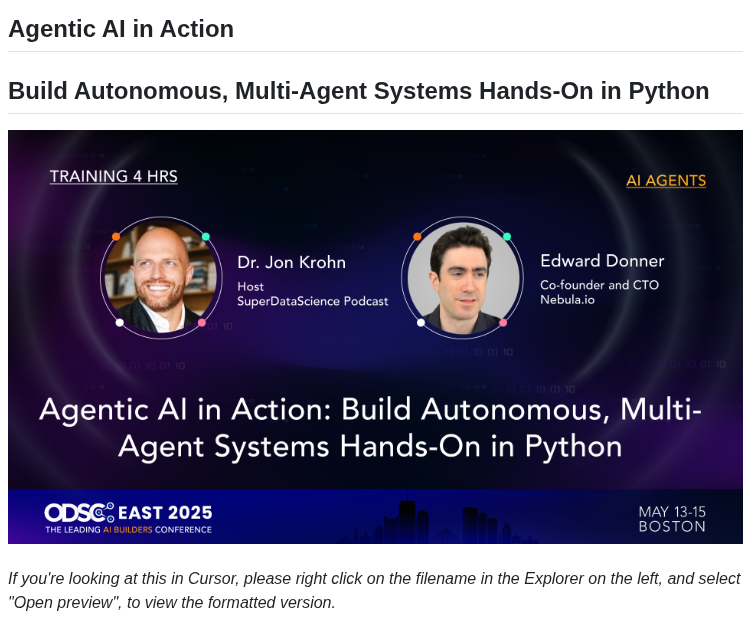 Agentic AI in Action
Build Autonomous, Multi-Agent Systems Hands-On in Python
TRAINING 4 HRS
AI AGENTS
Dr. Jon Krohn
Host
SuperDataScience Podcast
Edward Donner
Co-founder and CTO
Nebula.io
Agentic AI in Action: Build Autonomous, Multi-
Agent Systems Hands-On in Python
ODSC EAST 2025
THE LEADING AI BUILDERS CONFERENCE
MAY 13-15
BOSTON
If you're looking at this in Cursor, please right click on the filename in the Explorer on the left, and select
"Open preview", to view the formatted version.